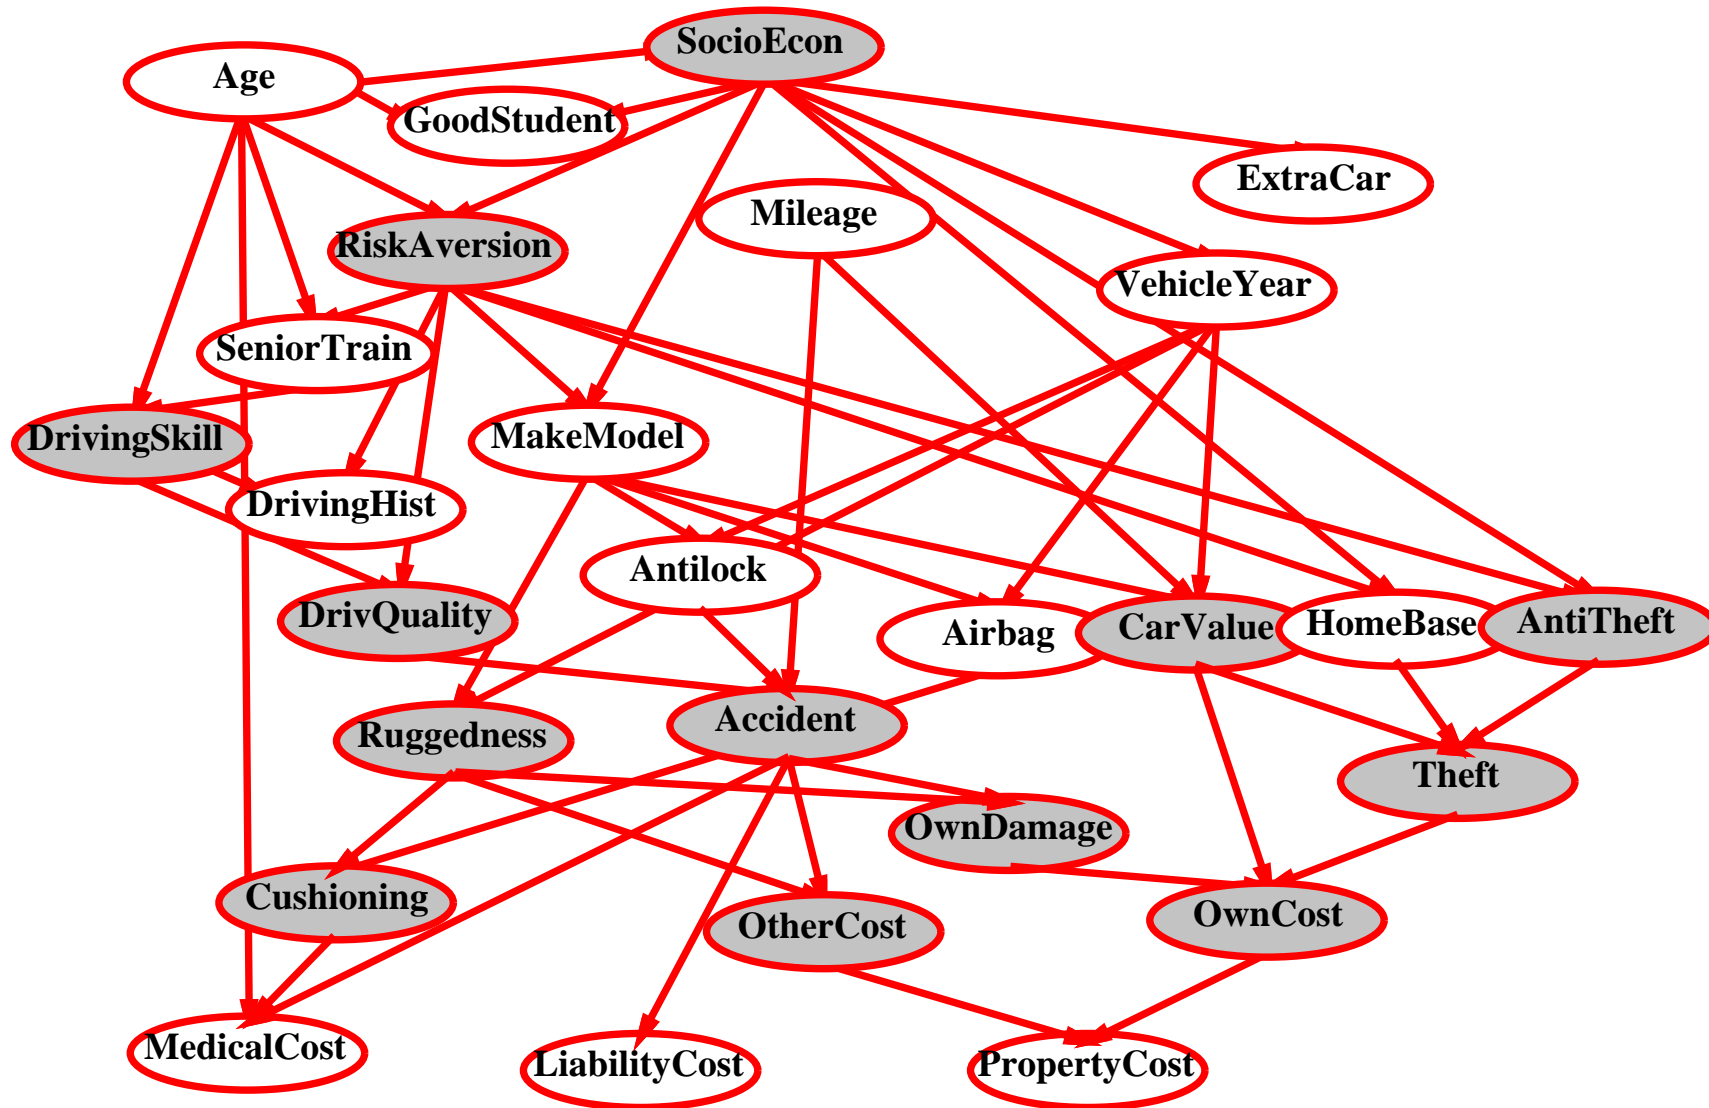 SocioEcon
Age
GoodStudent
ExtraCar
Mileage
RiskAversion
VehicleYear
SeniorTrain
DrivingSkill
MakeModel
DrivingHist
Antilock
DrivQuality
Airbag
CarValue
HomeBase
AntiTheft
Ruggedness
Accident
Theft
OwnDamage
Cushioning
OtherCost
OwnCost
MedicalCost
LiabilityCost
PropertyCost